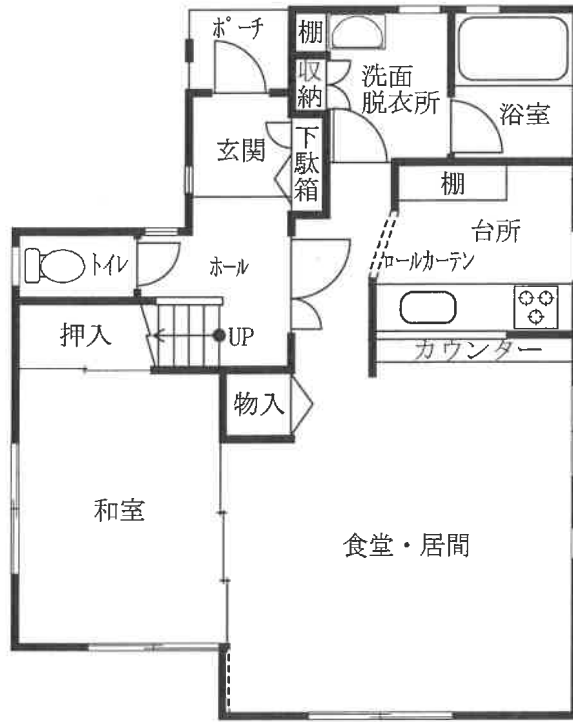 ポーチ
棚
収納
洗面
脱衣所
浴室
玄関
下駄箱
棚
台所
トイレ
ホール
ロールカーテン
押入
UP
カウンター
物入
和室
食堂・居間